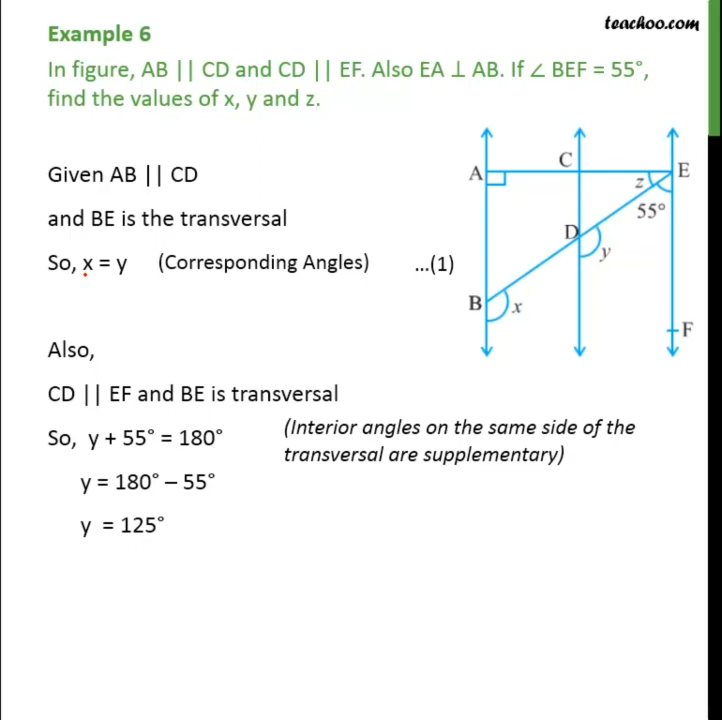 teachoo.com
Example 6
In figure, AB || CD and CD || EF. Also EA ⊥ AB. If ∠ BEF = 55°,
find the values of x, y and z.
Given AB || CD
and BE is the transversal
So, x = y (Corresponding Angles) ...(1)
Also,
CD || EF and BE is transversal
So, y + 55° = 180° (Interior angles on the same side of the
transversal are supplementary)
y = 180° – 55°
y = 125°
A
C
E
z
55°
D
y
B
x
F